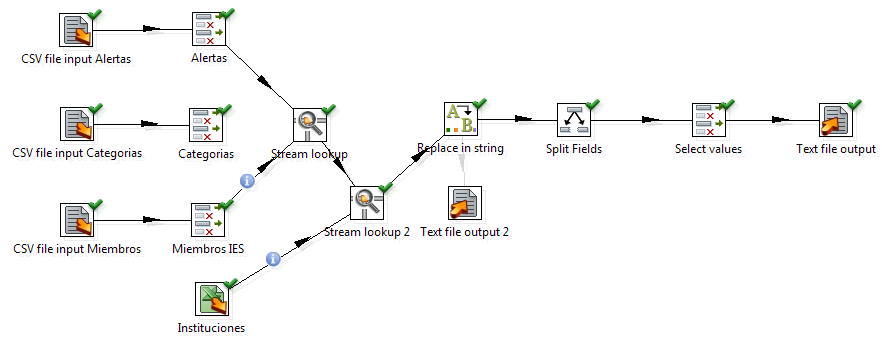 CSV file input Alertas
Alertas
CSV file input Categorias
Categorias
Stream lookup
Replace in string
Split Fields
Select values
Text file output
CSV file input Miembros
Miembros IES
Stream lookup 2
Text file output 2
Instituciones